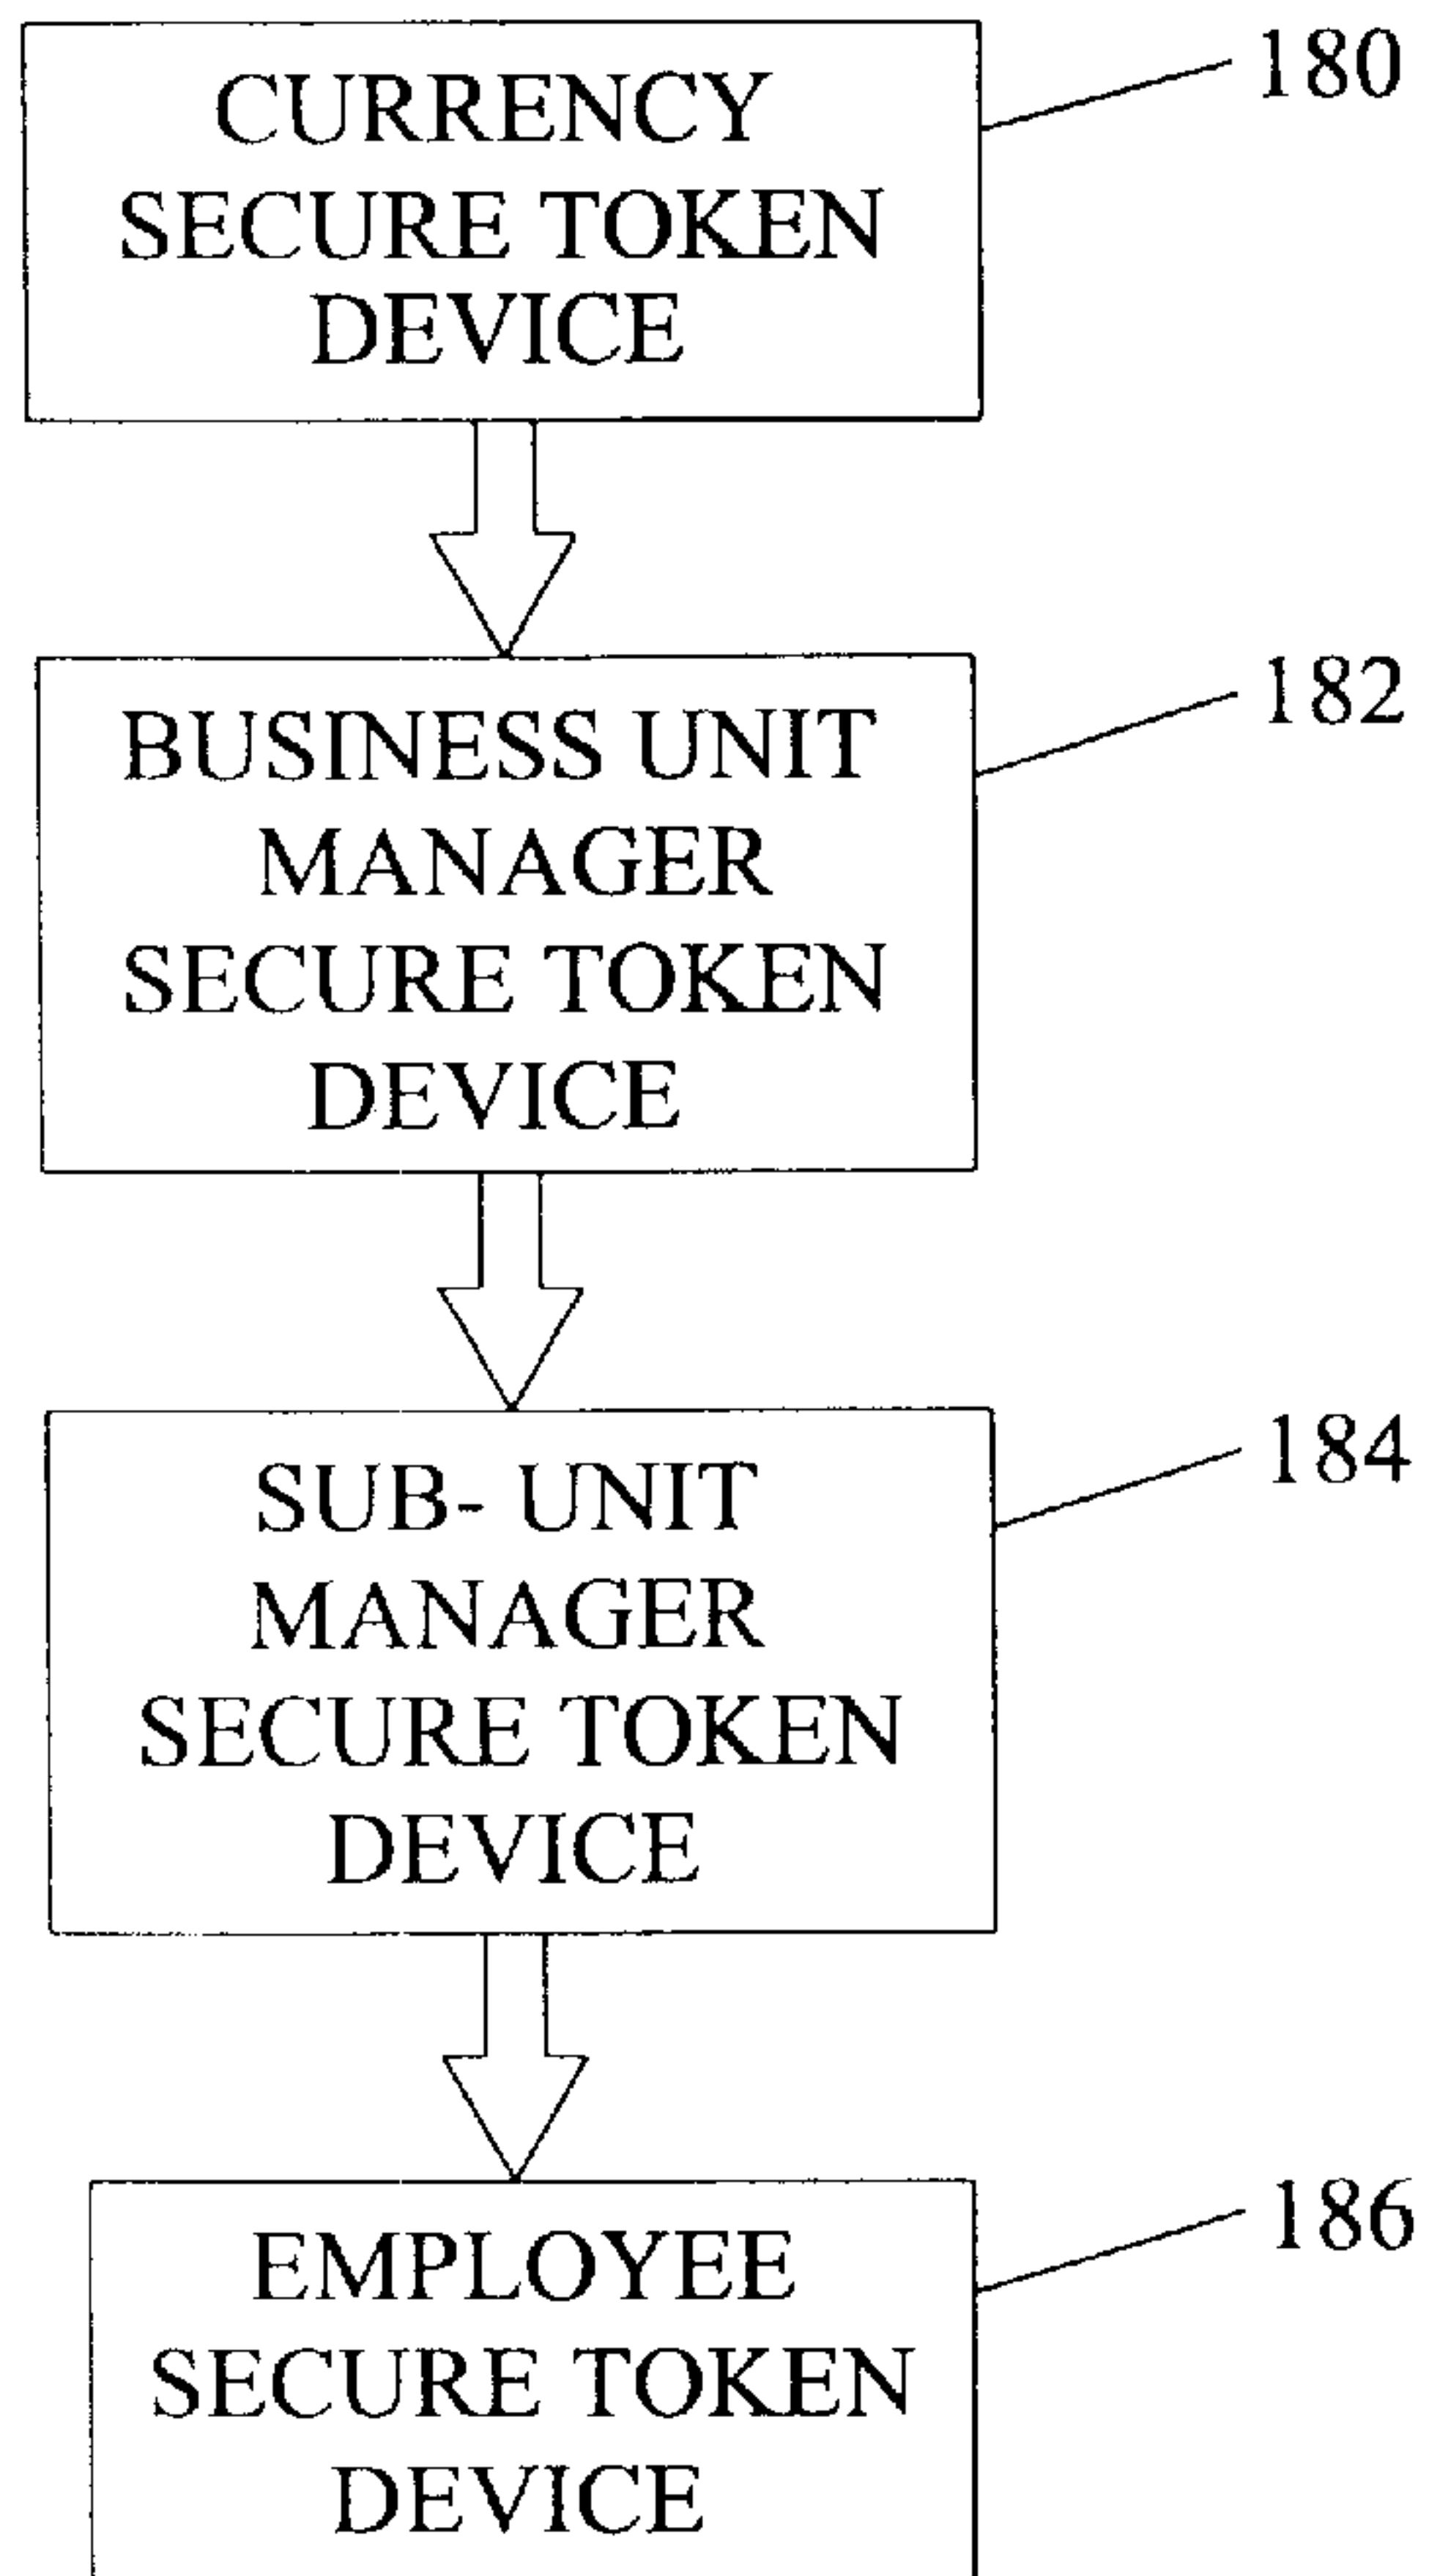 CURRENCY
SECURE TOKEN
DEVICE
180
BUSINESS UNIT
MANAGER
SECURE TOKEN
DEVICE
182
SUB- UNIT
MANAGER
SECURE TOKEN
DEVICE
184
EMPLOYEE
SECURE TOKEN
DEVICE
186